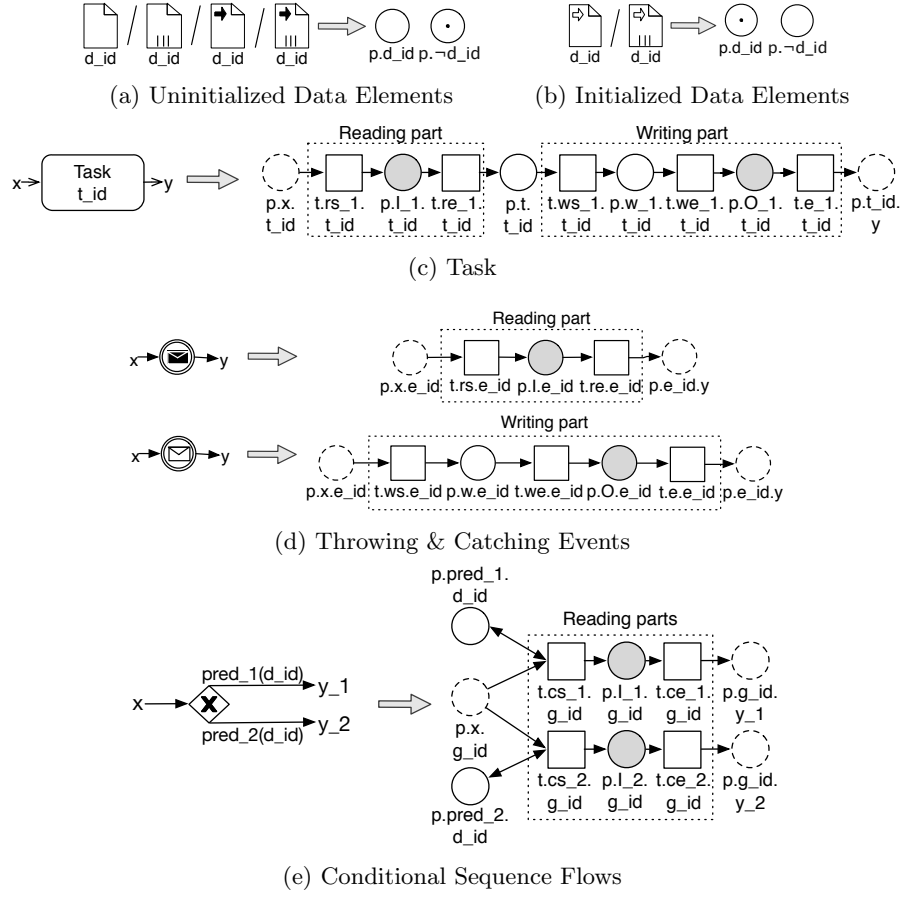 d_id / d_id / d_id / d_id p.d_id p.¬d_id
d_id / d_id p.d_id p.¬d_id
(a) Uninitialized Data Elements
(b) Initialized Data Elements
Reading part Writing part
x Task y
t_id
p.x. t.rs_1. p.I_1. t.re_1. p.t. t.ws_1. p.w_1. t.we_1. p.O_1. t.e_1. p.t_id.
t_id t_id t_id t_id t_id t_id t_id t_id t_id t_id y
(c) Task
Reading part
x y
p.x.e_id t.rs.e_id p.I.e_id t.re.e_id p.e_id.y
Writing part
x y
p.x.e_id t.ws.e_id p.w.e_id t.we.e_id p.O.e_id t.e.e_id p.e_id.y
(d) Throwing & Catching Events
p.pred_1.
d_id
Reading parts
pred_1(d_id) y_1
x X
pred_2(d_id) y_2
t.cs_1. p.I_1. t.ce_1. p.g_id.
g_id g_id g_id y_1
p.x.
g_id
t.cs_2. p.I_2. t.ce_2. p.g_id.
g_id g_id g_id y_2
p.pred_2.
d_id
(e) Conditional Sequence Flows